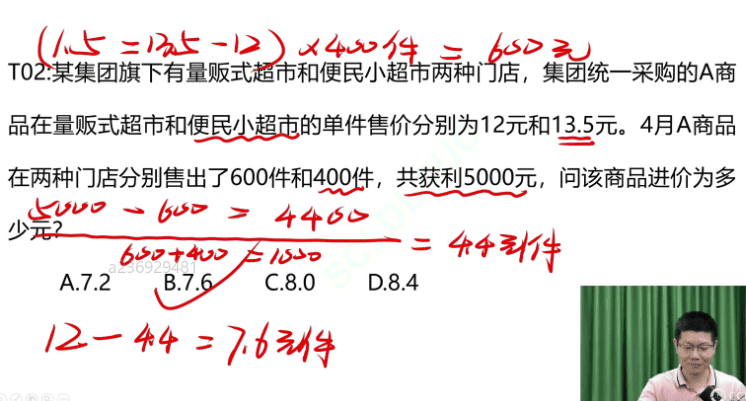 (1.5=13.5-12)×400件=600元
T02:某集团旗下有量贩式超市和便民小超市两种门店，集团统一采购的A商
品在量贩式超市和便民小超市的单件售价分别为12元和13.5元。4月A商品
在两种门店分别售出了600件和400件，共获利5000元，问该商品进价为多
少元?
5000-600=4400
600+400=1000
=4.4元/件
a236929481
A.7.2 B.7.6 C.8.0 D.8.4
12-4.4=7.6元/件